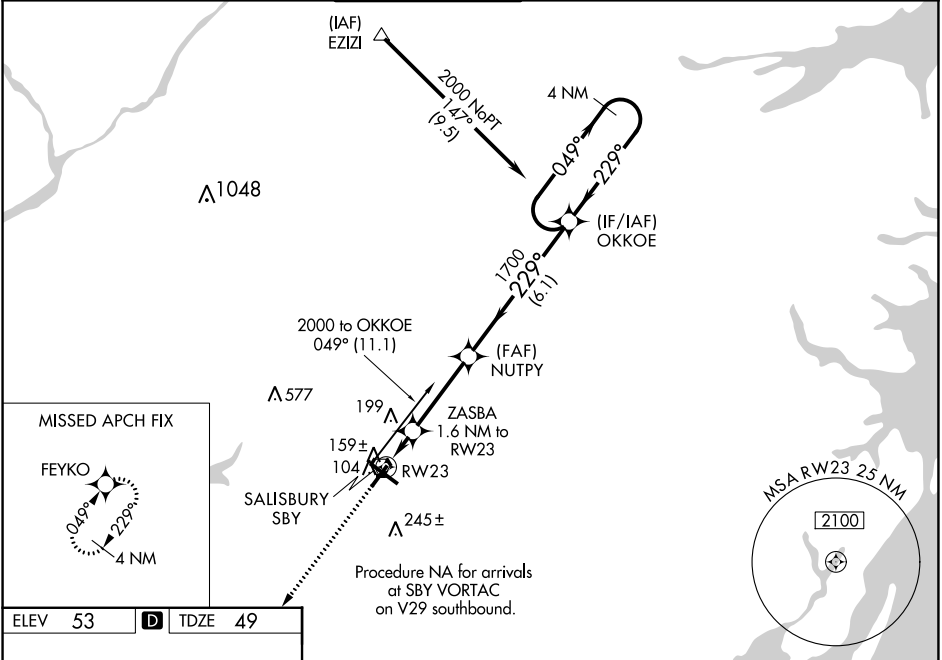 (IAF)
EZIZI
2000 NoPT
147°
(9.5)
4 NM
049°
229°
(IF/IAF)
OKKOE
1048
1700
229°
(6.1)
2000 to OKKOE
049° (11.1)
(FAF)
NUTPY
577
199
ZASBA
1.6 NM to
RW23
159±
104
RW23
SALISBURY
SBY
245±
MISSED APCH FIX
FEYKO
049°
229°
4 NM
Procedure NA for arrivals
at SBY VORTAC
on V29 southbound.
MSA RW23 25 NM
2100
ELEV 53 D TDZE 49